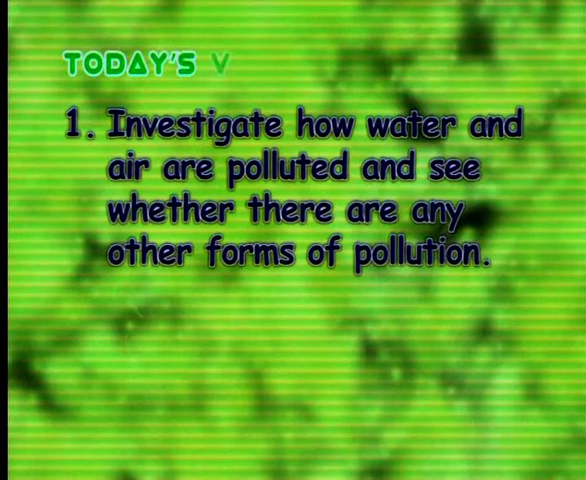 TODAY'S V
1. Investigate how water and
air are polluted and see
whether there are any
other forms of pollution.